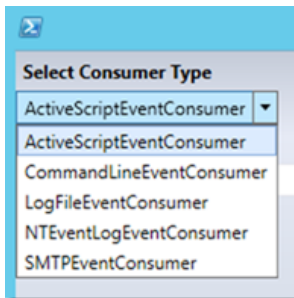 Select Consumer Type
ActiveScriptEventConsumer
ActiveScriptEventConsumer
CommandLineEventConsumer
LogFileEventConsumer
NTEventLogEventConsumer
SMTPEventConsumer